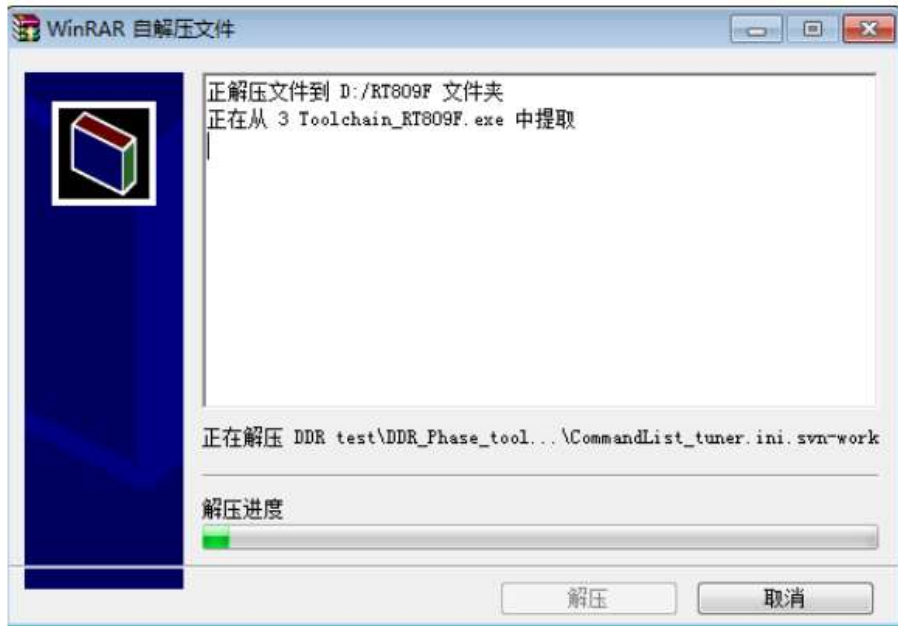 WinRAR 自解压文件
正解压文件到 D:/RT809F 文件夹
正在从 3 Toolchain_RT809F.exe 中提取
正在解压 DDR test\DDR_Phase_tool...\CommandList_tuner.ini.svn-work
解压进度
解压
取消